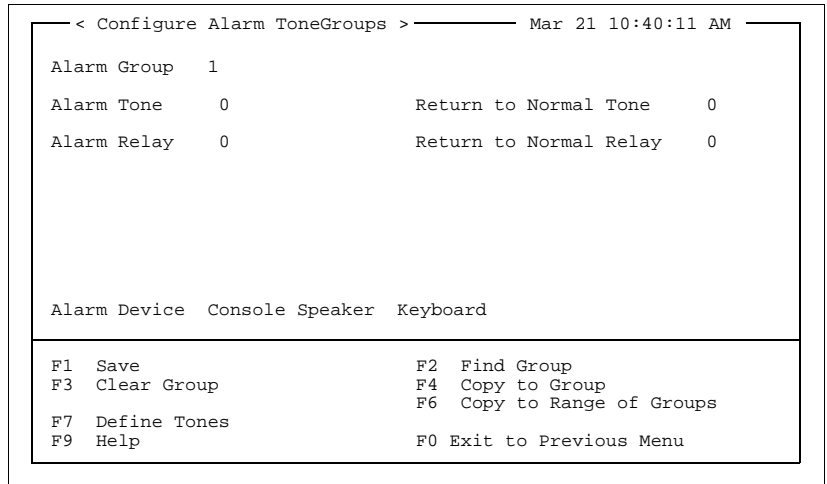 < Configure Alarm ToneGroups > Mar 21 10:40:11 AM
Alarm Group 1
Alarm Tone 0 Return to Normal Tone 0
Alarm Relay 0 Return to Normal Relay 0
Alarm Device Console Speaker Keyboard
F1 Save F2 Find Group
F3 Clear Group F4 Copy to Group
F6 Copy to Range of Groups
F7 Define Tones
F9 Help F0 Exit to Previous Menu